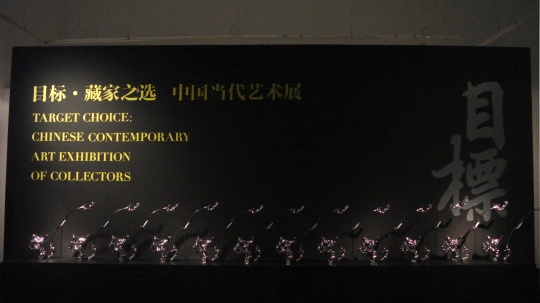 目标·藏家之选 中国当代艺术展
TARGET CHOICE:
CHINESE CONTEMPORARY
ART EXHIBITION
OF COLLECTORS
目標